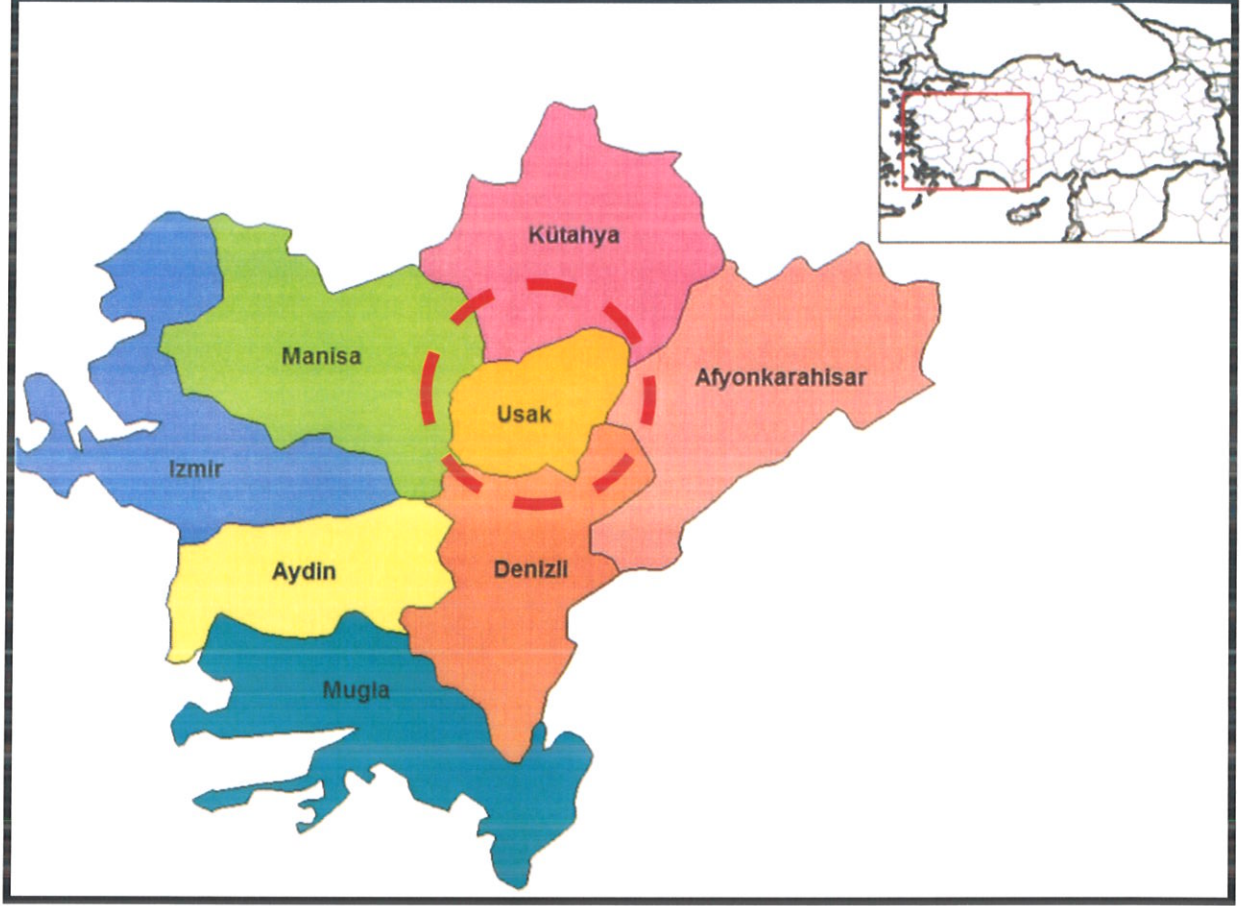 Kütahya
Manisa
Afyonkarahisar
Usak
Izmir
Aydin
Denizli
Mugla